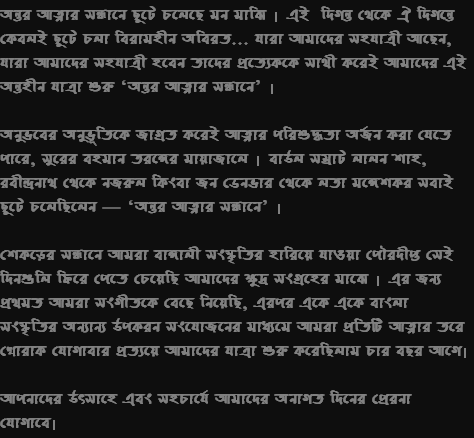 অন্তর আত্মার সন্ধানে ছুটে চলেছে মন মাঝি । এই  দিগন্ত থেকে ঐ দিগন্তে
কেবলই ছুটে চলা বিরামহীন অবিরত... যারা আমাদের সহযাত্রী আছেন,
যারা আমাদের সহযাত্রী হবেন তাদের প্রত্যেককে সাথী করেই আমাদের এই
অন্তহীন যাত্রা শুরু ‘অন্তর আত্মার সন্ধানে’ ।
অনুভবের অনুভূতিকে জাগ্রত করেই আত্মার পরিশুদ্ধতা অর্জন করা যেতে
পারে, সুরের বহমান তরঙ্গের মায়াজালে । বাউল সম্রাট লালন শাহ,
রবীন্দ্রনাথ থেকে নজরুল কিংবা জন ডেনভার থেকে লতা মঙ্গেশকর সবাই
ছুটে চলেছিলেন — ‘অন্তর আত্মার সন্ধানে’ ।
শেকড়ের সন্ধানে আমরা বাঙ্গালী সংস্কৃতির হারিয়ে যাওয়া গৌরদীপ্ত সেই
দিনগুলি ফিরে পেতে চেয়েছি আমাদের ক্ষুদ্র সংগ্রহের মাঝে । এর জন্য
প্রথমত আমরা সংগীতকে বেছে নিয়েছি, এরপর একে একে বাংলা
সংস্কৃতির অন্যান্য উপকরন সংযোজনের মাধ্যমে আমরা প্রতিটি আত্মার তরে
খোরাক যোগাবার প্রত্যয়ে আমাদের যাত্রা শুরু করেছিলাম চার বছর আগে।
আপনাদের উৎসাহে এবং সহচার্যে আমাদের অনাগত দিনের প্রেরনা
যোগাবে।